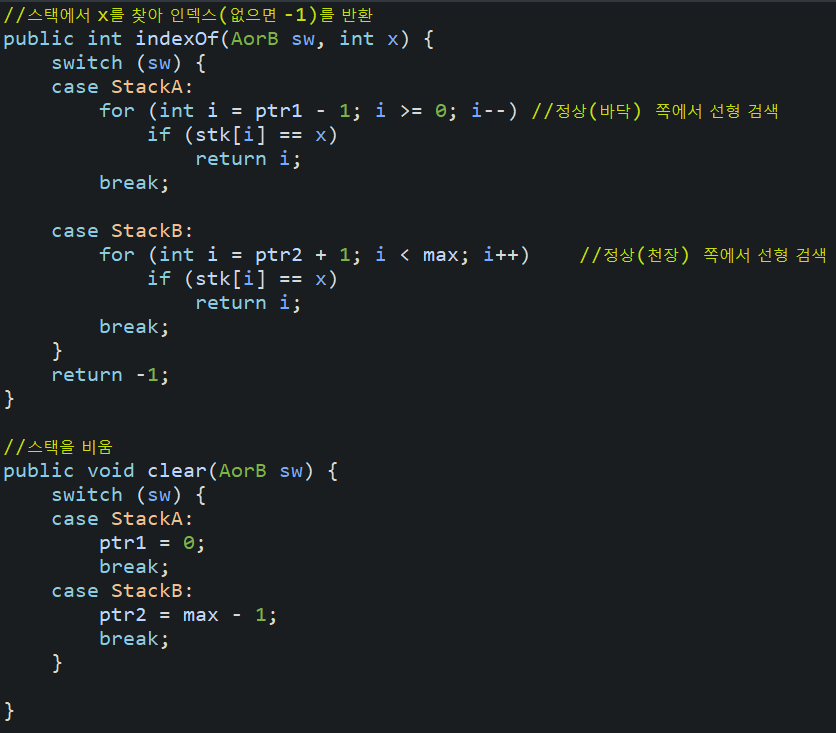 //스택에서 x를 찾아 인덱스(없으면 -1)를 반환
public int indexOf(AorB sw, int x) {
    switch (sw) {
    case StackA:
        for (int i = ptr1 - 1; i >= 0; i--) //정상(바닥) 쪽에서 선형 검색
            if (stk[i] == x)
                return i;
        break;

    case StackB:
        for (int i = ptr2 + 1; i < max; i++)    //정상(천장) 쪽에서 선형 검색
            if (stk[i] == x)
                return i;
        break;
    }
    return -1;
}

//스택을 비움
public void clear(AorB sw) {
    switch (sw) {
    case StackA:
        ptr1 = 0;
        break;
    case StackB:
        ptr2 = max - 1;
        break;
    }

}